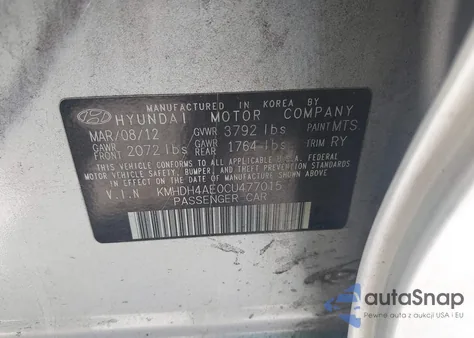 MANUFACTURED IN KOREA BY
HYUNDAI MOTOR COMPANY
MAR/08/12 GVWR 3792 lbs PAINT MTS
GAWR FRONT 2072 lbs GAWR REAR 1764 lbs TRIM RY
THIS VEHICLE CONFORMS TO ALL APPLICABLE U.S.A. FEDERAL
MOTOR VEHICLE SAFETY, BUMPER, AND THEFT PREVENTION
STANDARDS IN EFFECT ON THE DATE OF MANUFACTURE
SHOWN ABOVE.
V.I.N KMHDH4AE0CU477015
PASSENGER CAR
autaSnap
Pewne auta z aukcji USA i EU